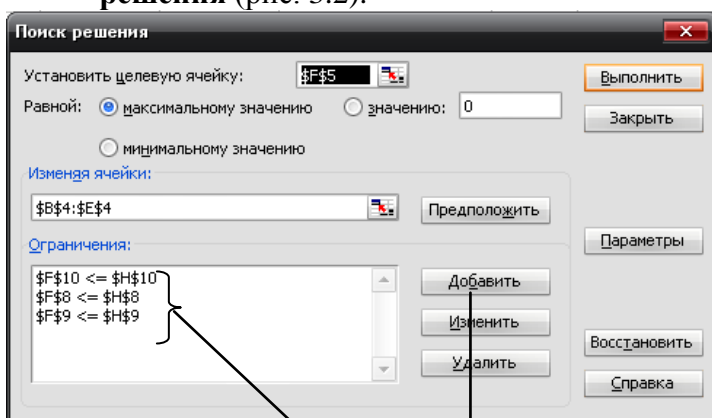 решения (рис. 3.2).
Поиск решения
Установить целевую ячейку: $F$5
Выполнить
Равной: максимальному значению значению: 0
Закрыть
минимальному значению
Изменяя ячейки:
$B$4:$E$4
Предположить
Ограничения:
Параметры
$F$10 <= $H$10
$F$8 <= $H$8
$F$9 <= $H$9
Добавить
Изменить
Удалить
Восстановить
Справка